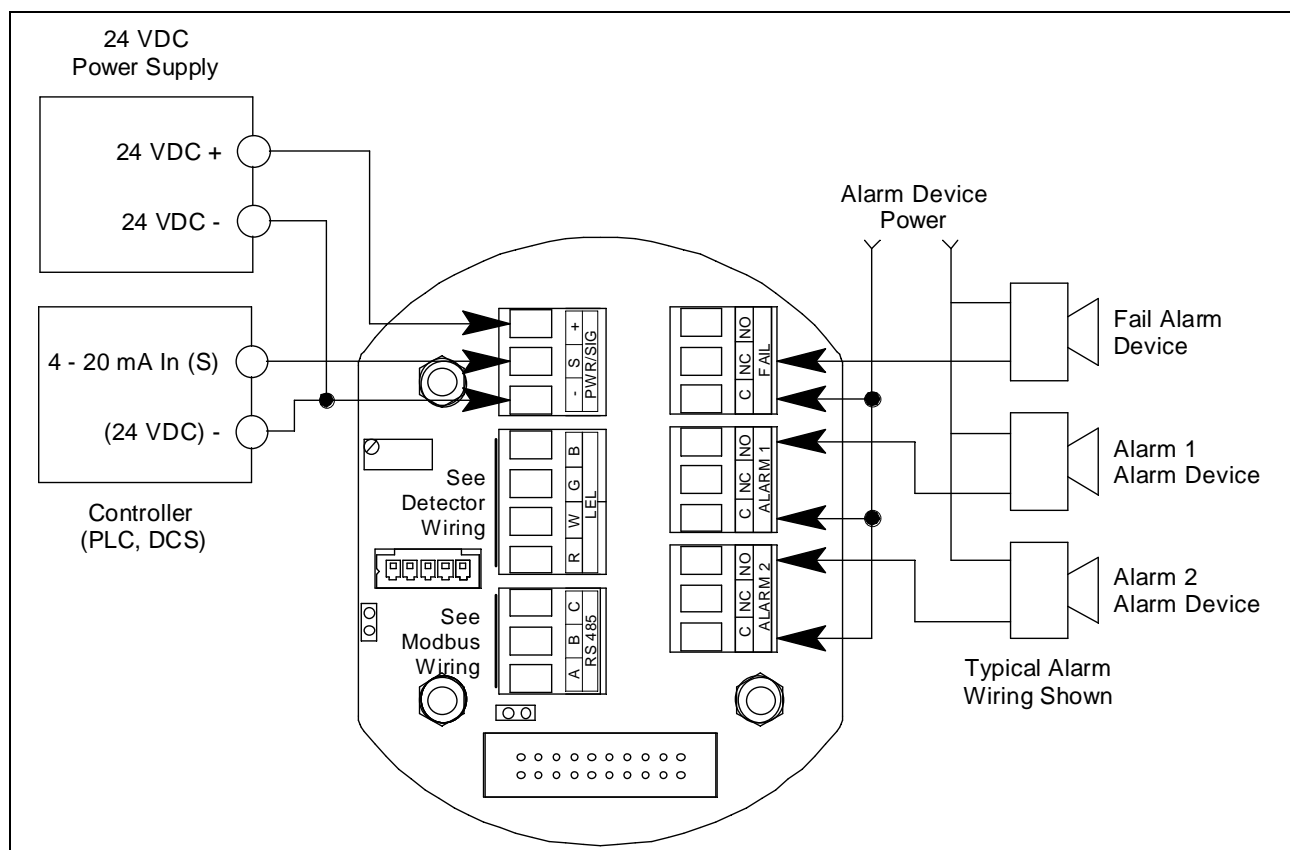 24 VDC
Power Supply
24 VDC +
24 VDC -
4 - 20 mA In (S)
(24 VDC) -
Controller
(PLC, DCS)
+
S
-
PWR/SIG
See
Detector
Wiring
B
G
W
R
LEL
See
Modbus
Wiring
C
B
A
RS 485
NO
NC
C
FAIL
NO
NC
C
ALARM 1
NO
NC
C
ALARM 2
Alarm Device
Power
Fail Alarm
Device
Alarm 1
Alarm Device
Alarm 2
Alarm Device
Typical Alarm
Wiring Shown